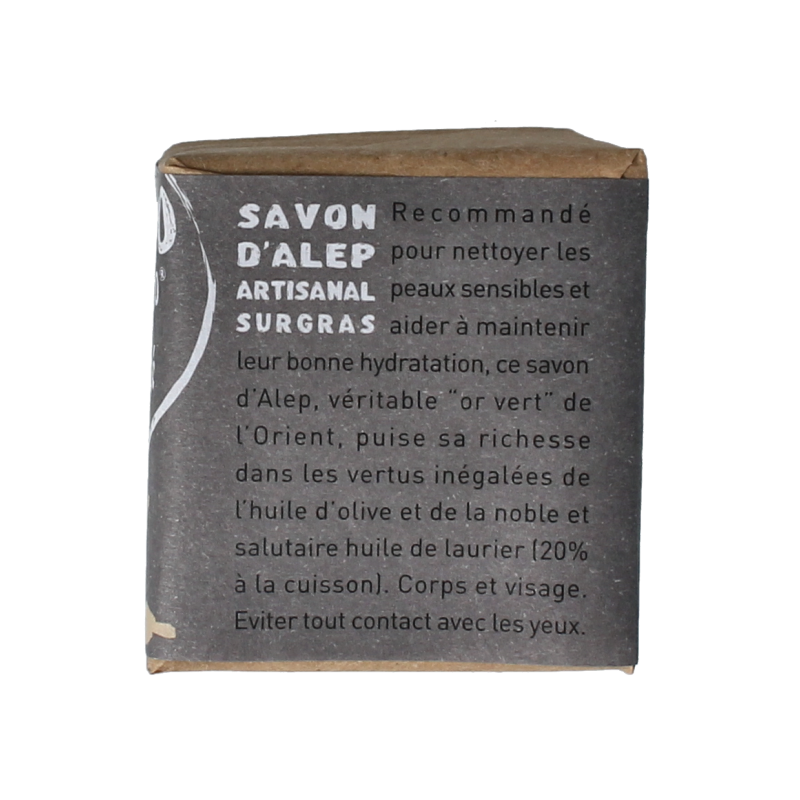 SAVON
D'ALEP
ARTISANAL
SURGRAS
Recommandé
pour nettoyer les
peaux sensibles et
aider à maintenir
leur bonne hydratation, ce savon
d'Alep, véritable "or vert" de
l'Orient, puise sa richesse
dans les vertus inégalées de
l'huile d'olive et de la noble et
salutaire huile de laurier (20%
à la cuisson). Corps et visage.
Eviter tout contact avec les yeux.